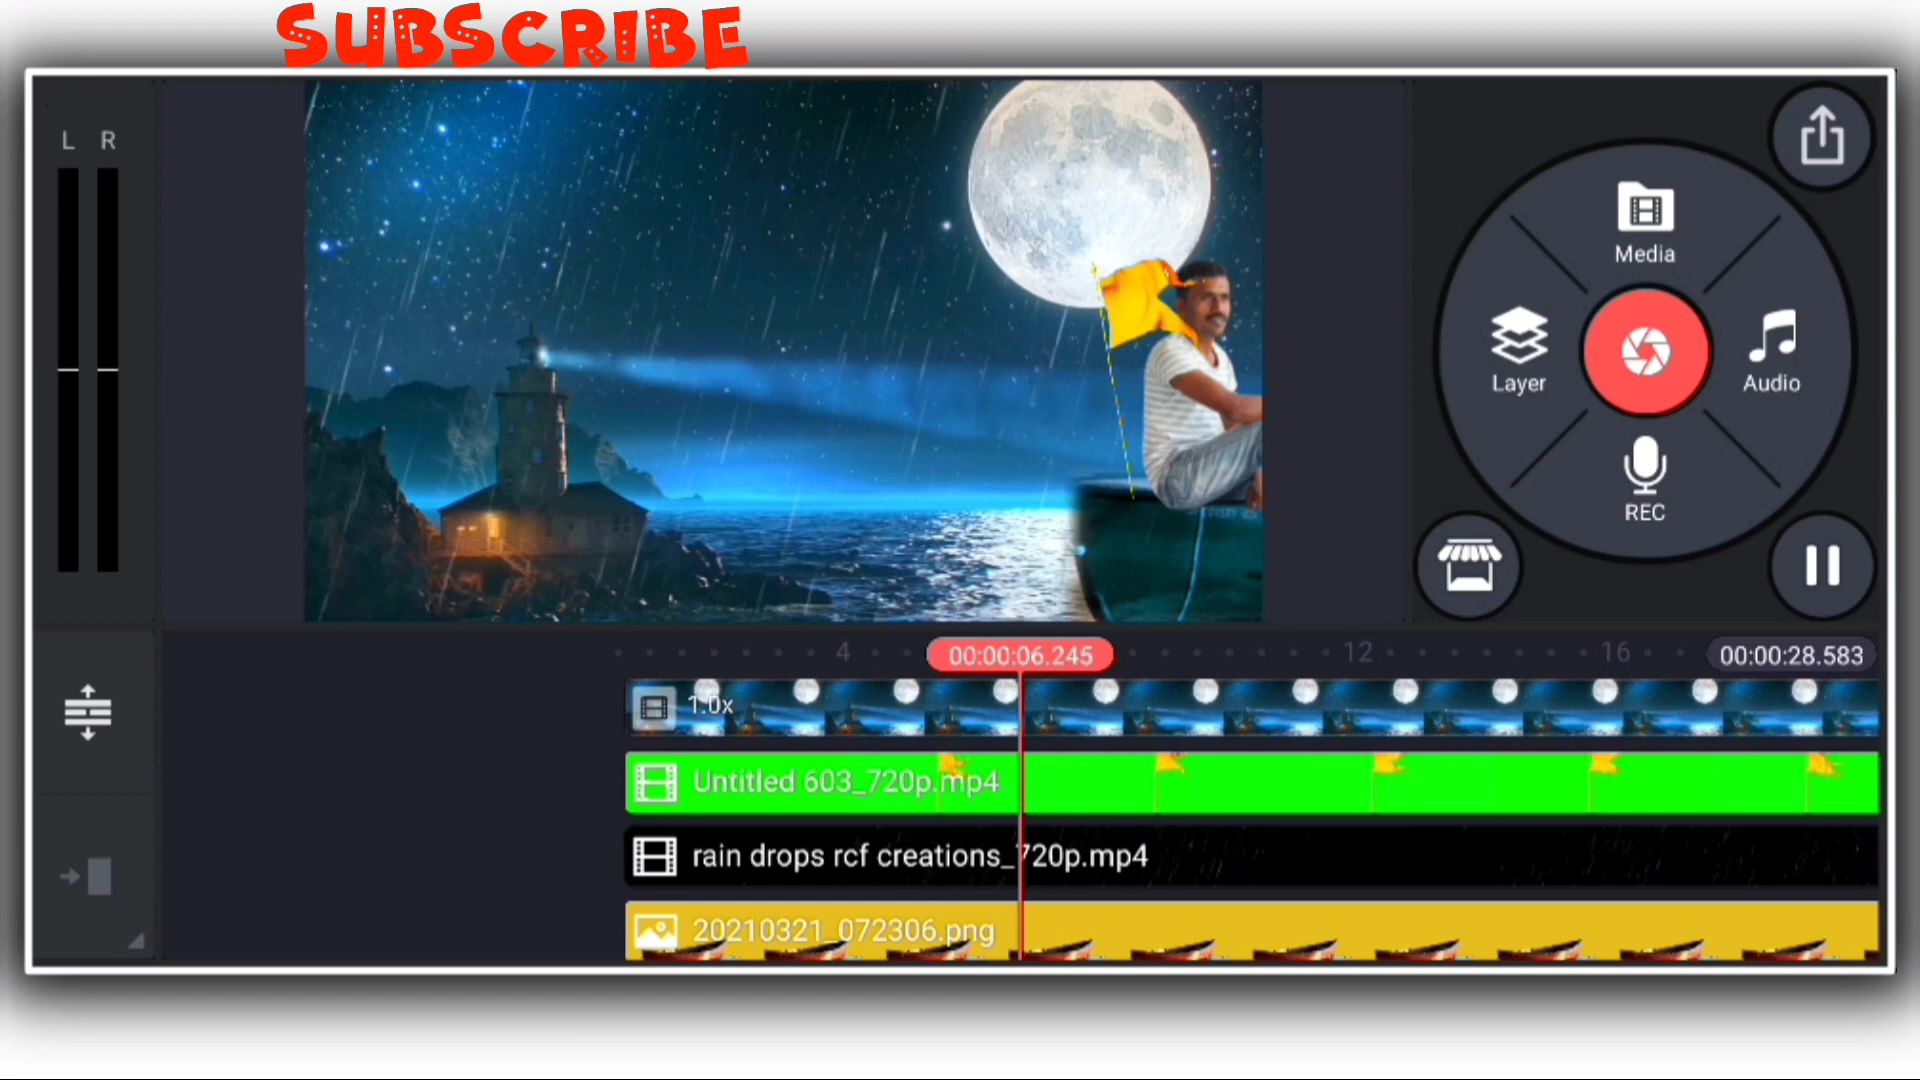 SUBSCRIBE
L R
Media
Layer
Audio
REC
4
00:00:06.245
12
16
00:00:28.583
1.0x
Untitled 603_720p.mp4
rain drops rcf creations_720p.mp4
20210321_072306.png